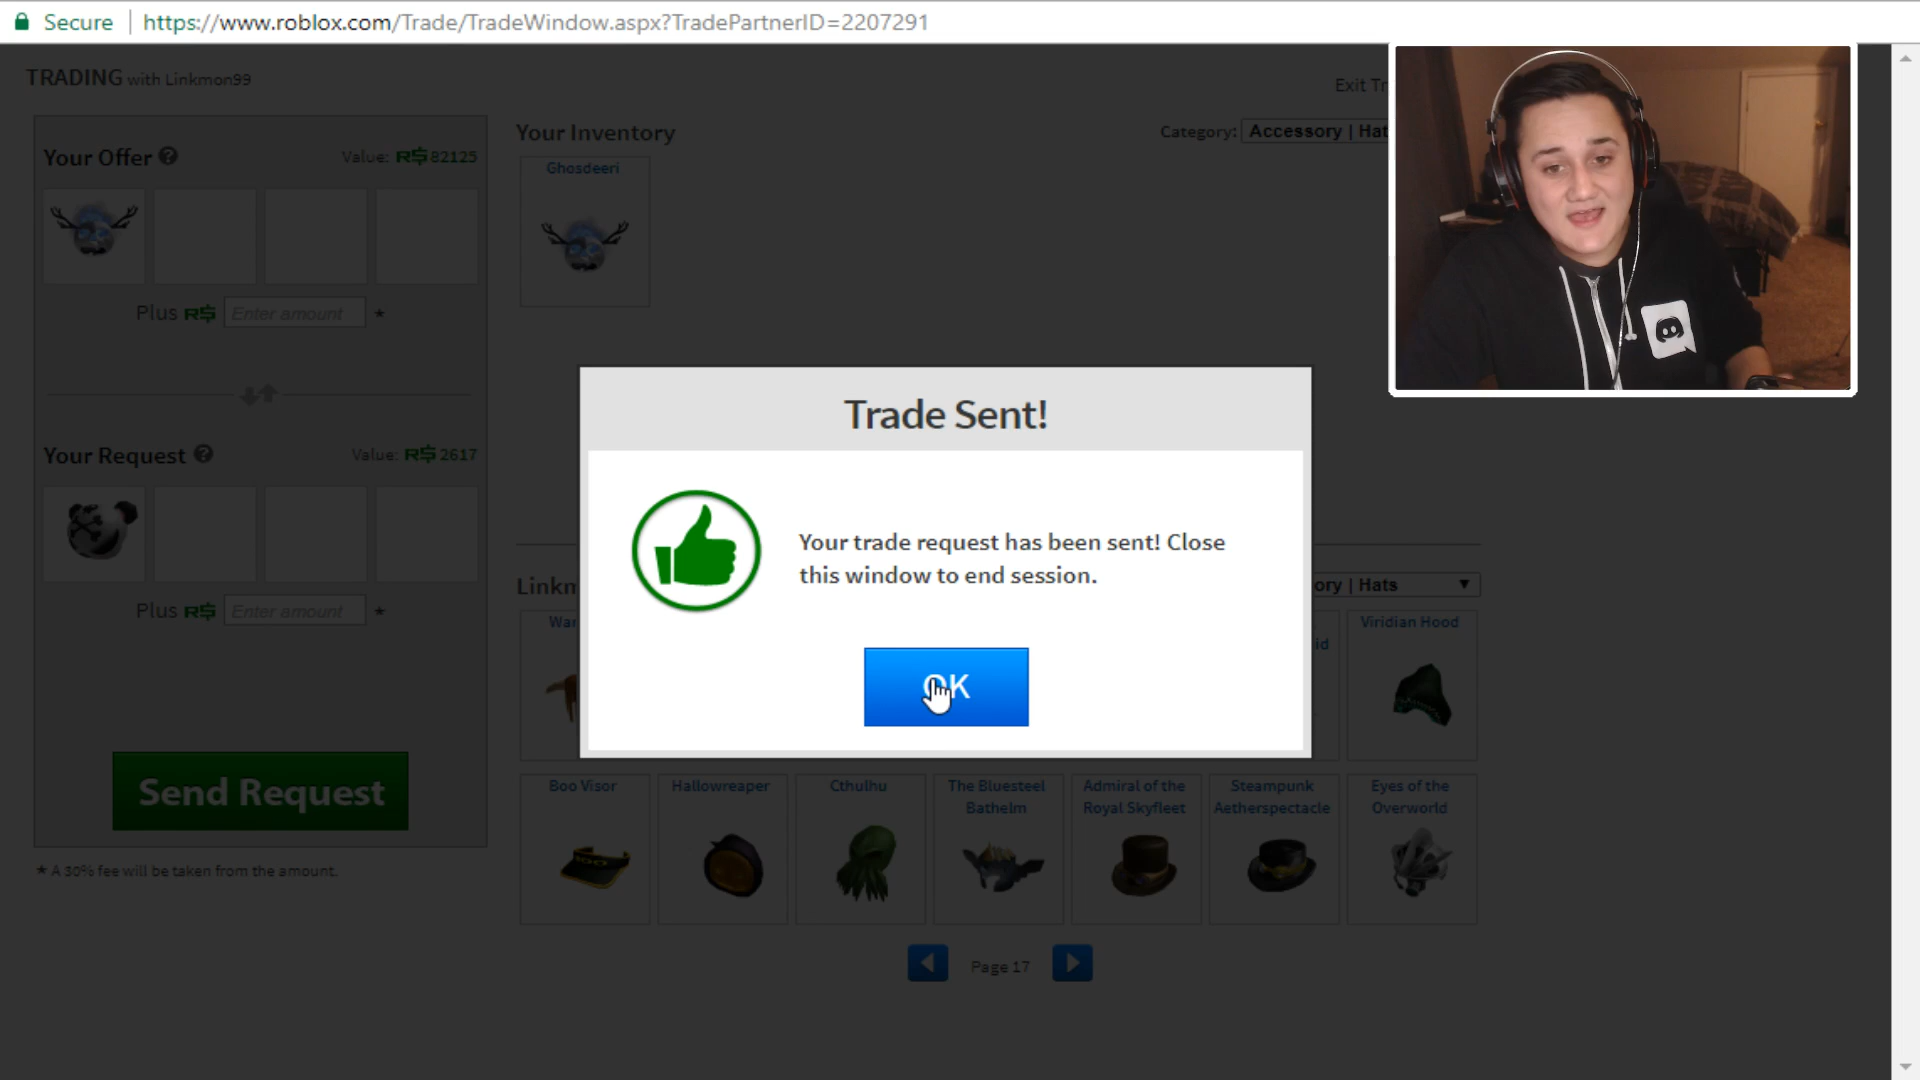 Secure https://www.roblox.com/Trade/TradeWindow.aspx?TradePartnerID=2207291
TRADING with Linkmon99
Exit Tr
Your Offer ? Value: R$ 82125
Plus R$ Enter amount *
Your Request ? Value: R$ 2617
Plus R$ Enter amount *
Send Request
* A 30% fee will be taken from the amount.
Your Inventory
Category: Accessory | Hat
Ghosdeeri
Trade Sent!
Your trade request has been sent! Close
this window to end session.
OK
Linkm
ory | Hats
War
id
Viridian Hood
Boo Visor
Hallowreaper
Cthulhu
The Bluesteel
Bathelm
Admiral of the
Royal Skyfleet
Steampunk
Aetherspectacle
Eyes of the
Overworld
Page 17